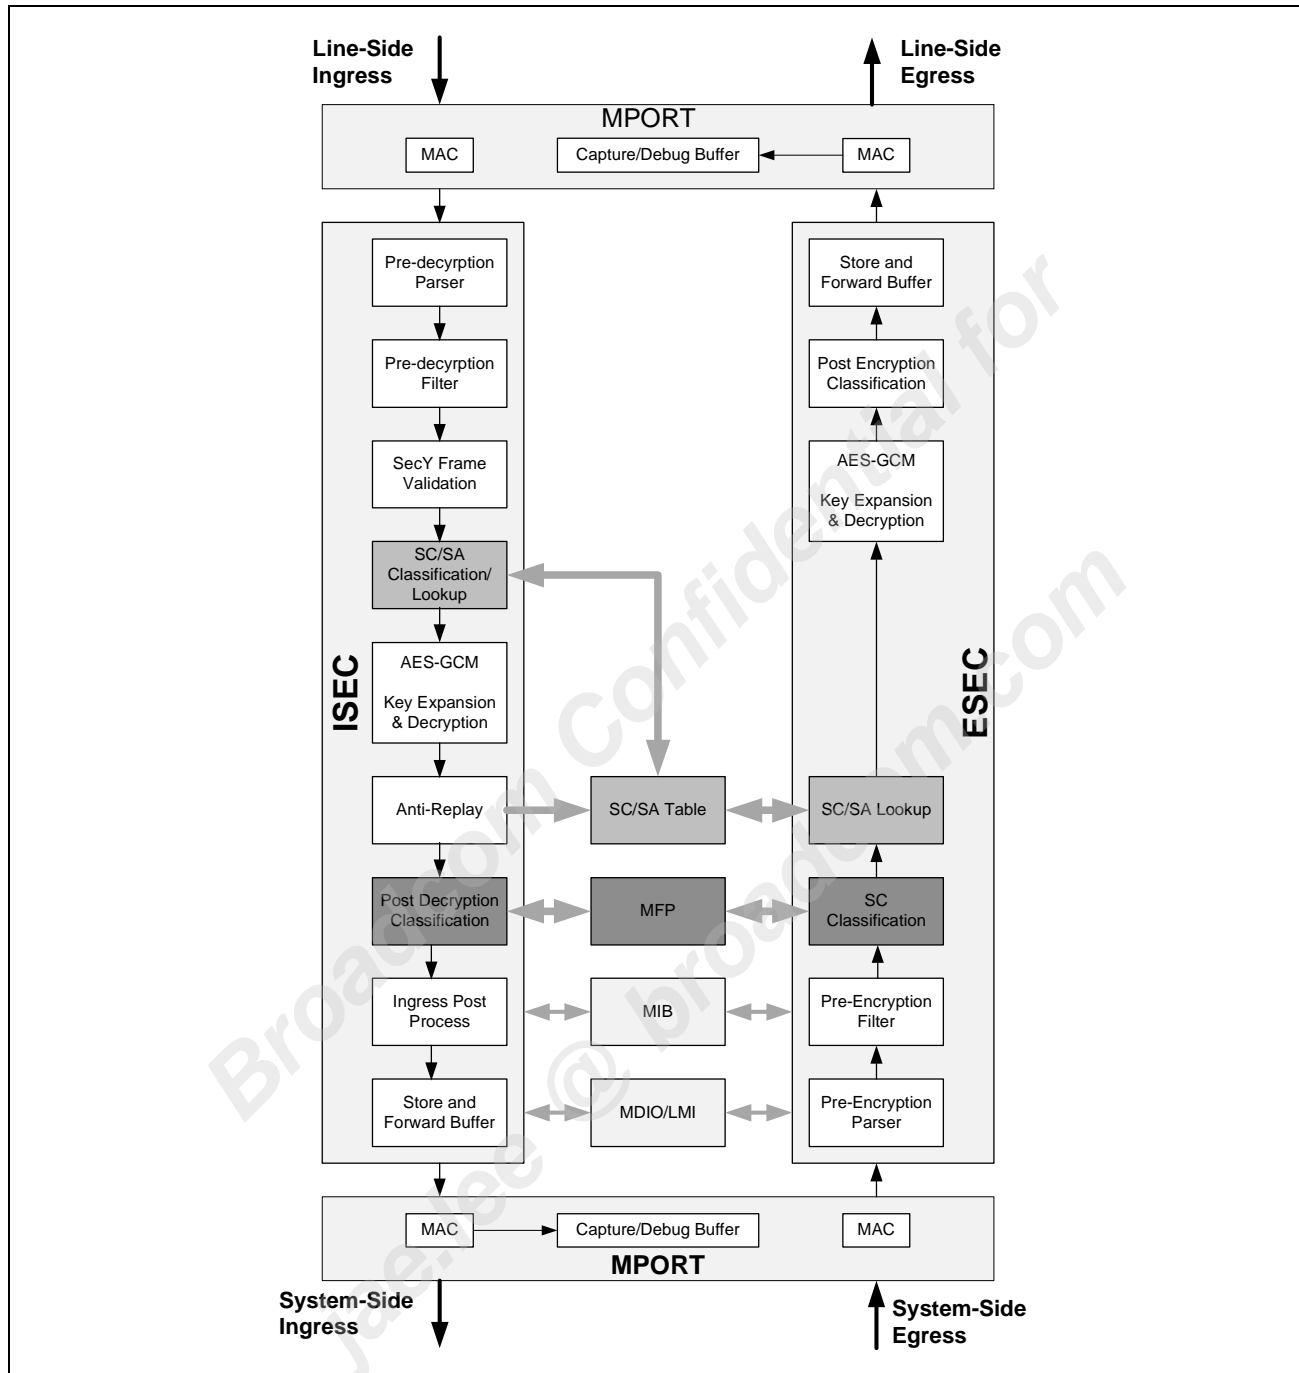 Line-Side
Ingress
Line-Side
Egress
MPORT
MAC
Capture/Debug Buffer
MAC
ISEC
Pre-decyrption
Parser
Pre-decyrption
Filter
SecY Frame
Validation
SC/SA
Classification/
Lookup
AES-GCM
Key Expansion
& Decryption
Anti-Replay
Post Decryption
Classification
Ingress Post
Process
Store and
Forward Buffer
SC/SA Table
MFP
MIB
MDIO/LMI
ESEC
Store and
Forward Buffer
Post Encryption
Classification
AES-GCM
Key Expansion
& Decryption
SC/SA Lookup
SC
Classification
Pre-Encryption
Filter
Pre-Encryption
Parser
MAC
Capture/Debug Buffer
MAC
MPORT
System-Side
Ingress
System-Side
Egress
Broadcom Confidential for
jae.lee @ broadcom.com